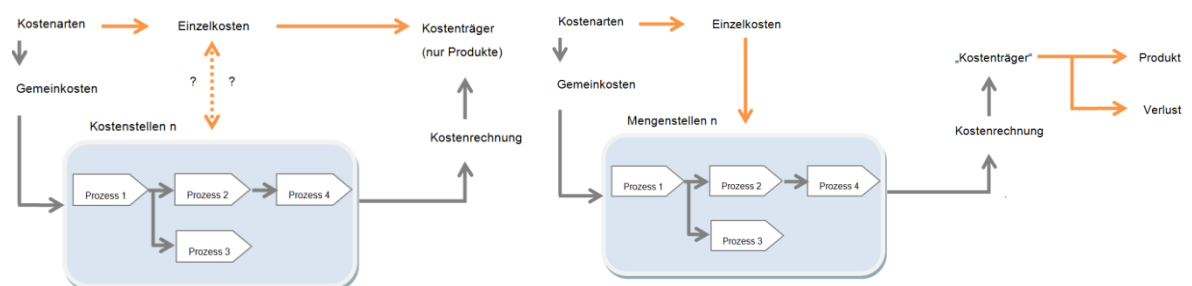 Kostenarten
Einzelkosten
Kostenträger
(nur Produkte)
?
?
Gemeinkosten
Kostenstellen n
Kostenrechnung
Prozess 1
Prozess 2
Prozess 4
Prozess 3
Kostenarten
Einzelkosten
„Kostenträger“
Produkt
Gemeinkosten
Verlust
Mengenstellen n
Kostenrechnung
Prozess 1
Prozess 2
Prozess 4
Prozess 3